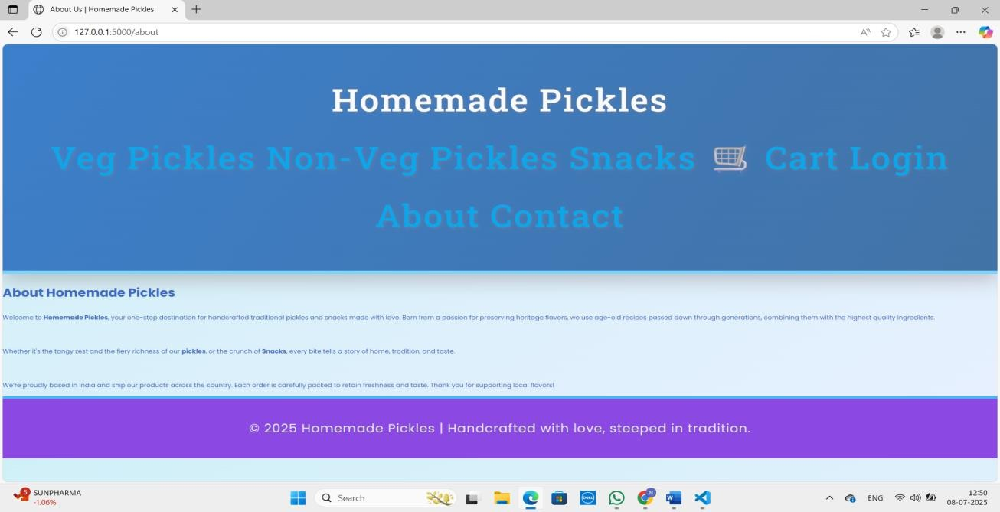 About Us | Homemade Pickles
127.0.0.1:5000/about
Homemade Pickles
Veg Pickles Non-Veg Pickles Snacks 🛒 Cart Login
About Contact
About Homemade Pickles
Welcome to Homemade Pickles, your one-stop destination for handcrafted traditional pickles and snacks made with love. Born from a passion for preserving heritage flavors, we use age-old recipes passed down through generations, combining them with the highest quality ingredients.
Whether it's the tangy zest and the fiery richness of our pickles, or the crunch of Snacks, every bite tells a story of home, tradition, and taste.
We're proudly based in India and ship our products across the country. Each order is carefully packed to retain freshness and taste. Thank you for supporting local flavors!
© 2025 Homemade Pickles | Handcrafted with love, steeped in tradition.
5
SUNPHARMA
-1.06%
Search
DELL
N
ENG
12:50
08-07-2025